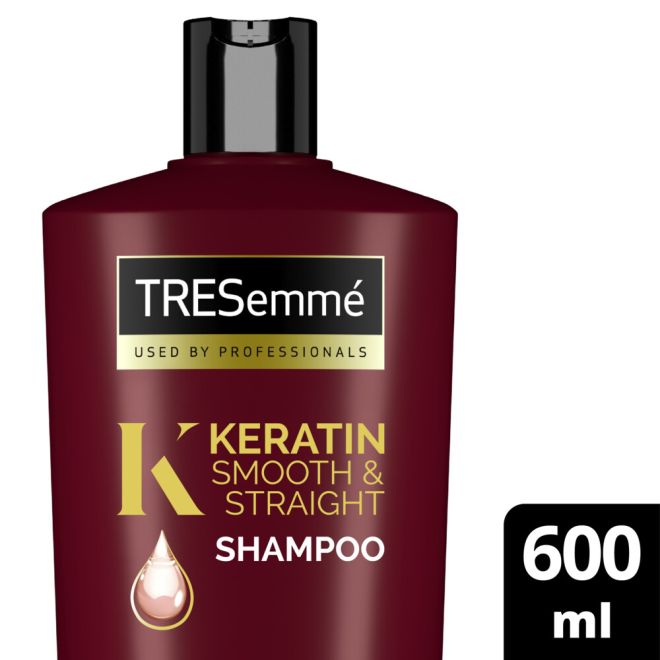 TRESemmé
USED BY PROFESSIONALS
K KERATIN
SMOOTH &
STRAIGHT
SHAMPOO
600
ml